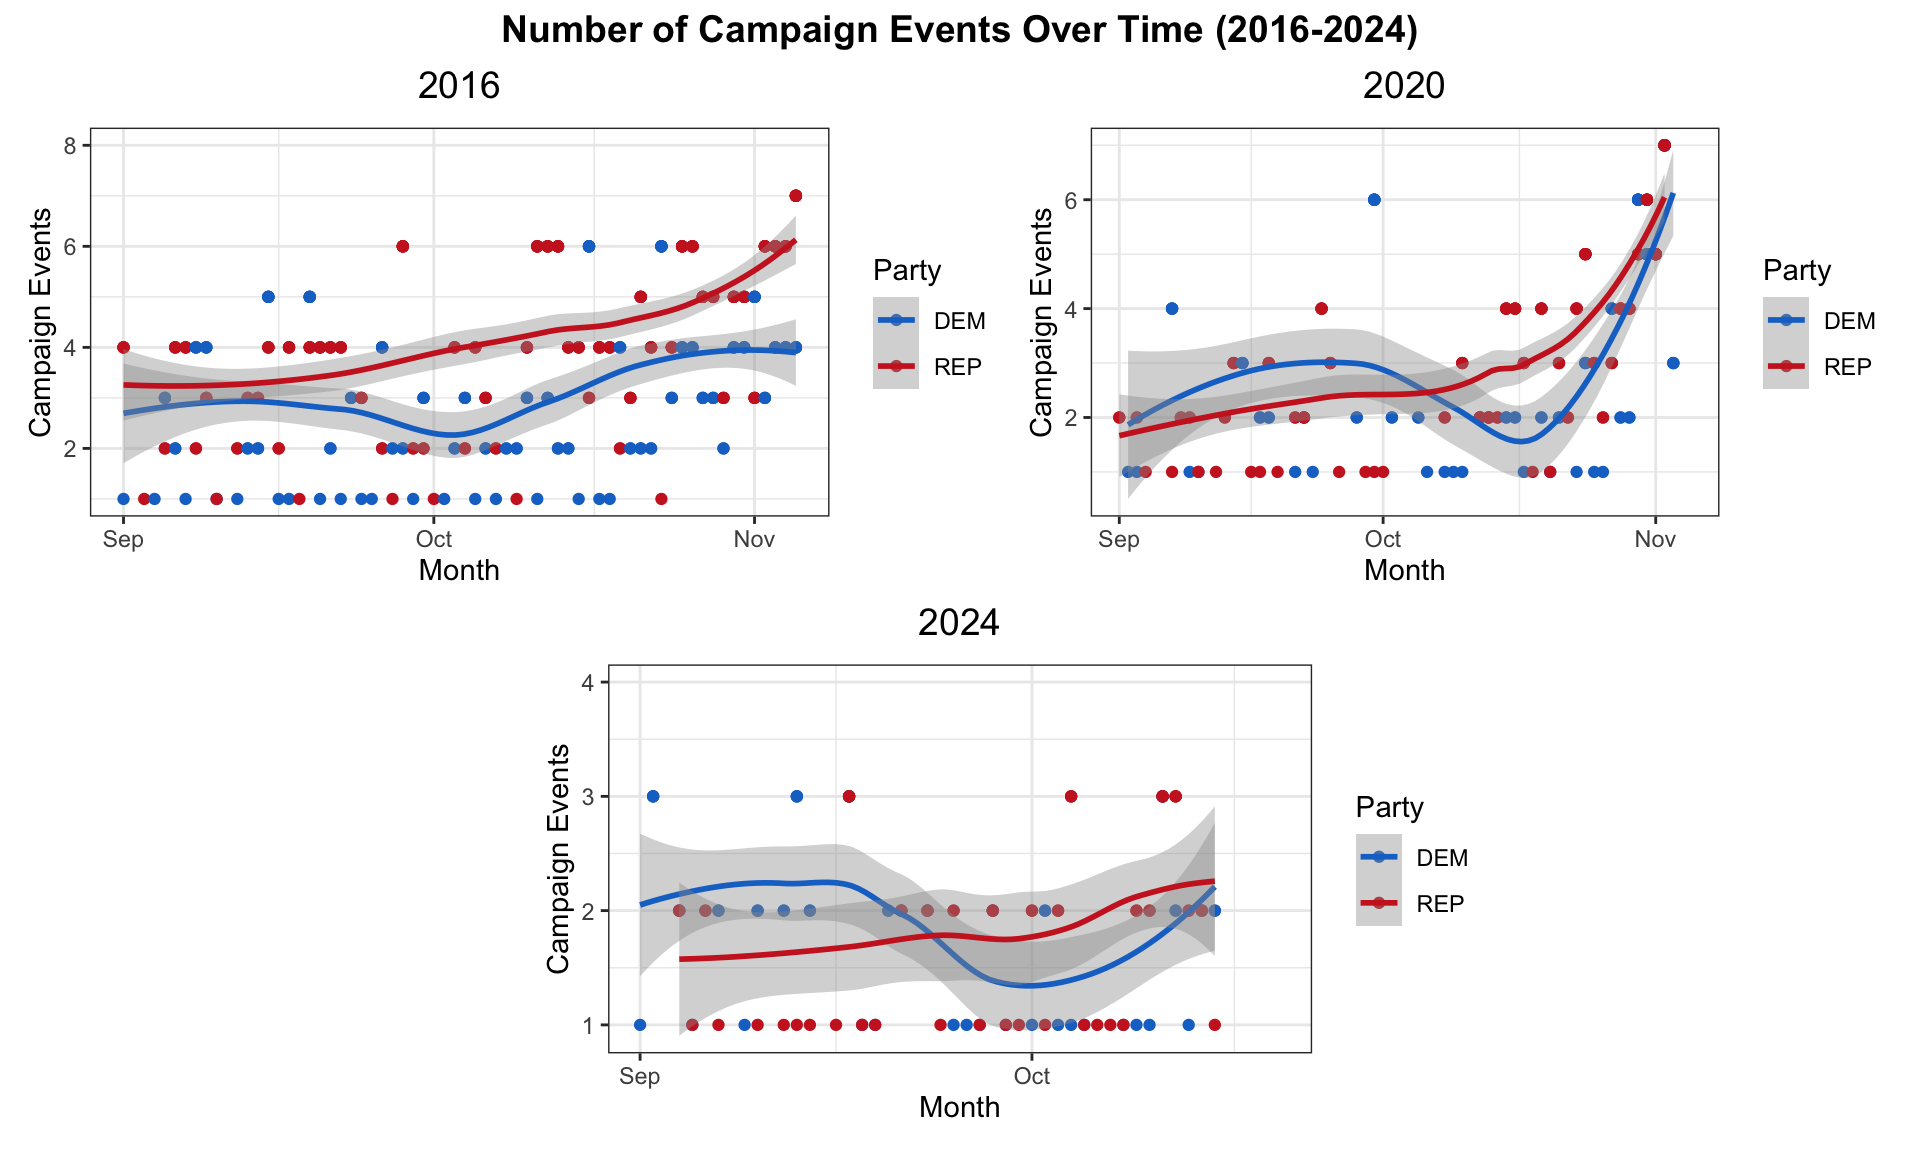 Number of Campaign Events Over Time (2016-2024)
2016
8
6
4
2
Campaign Events
Sep
Oct
Nov
Month
Party
DEM
REP
2020
6
4
2
Campaign Events
Sep
Oct
Nov
Month
Party
DEM
REP
2024
4
3
2
1
Campaign Events
Sep
Oct
Month
Party
DEM
REP